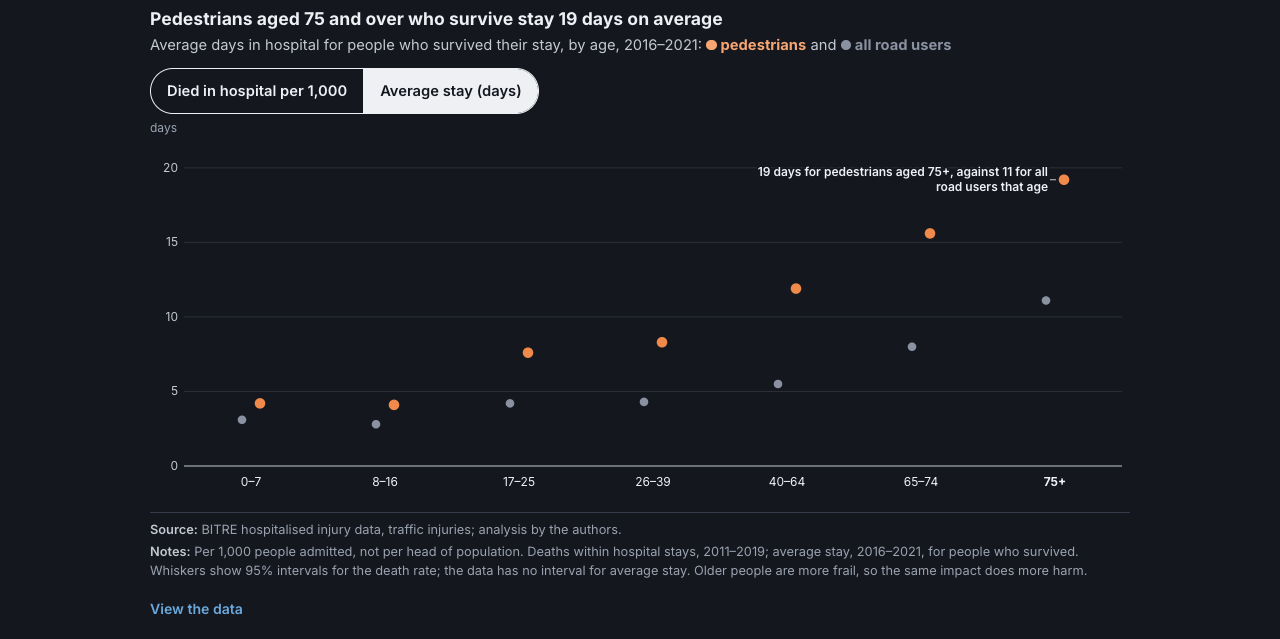 Pedestrians aged 75 and over who survive stay 19 days on average
Average days in hospital for people who survived their stay, by age, 2016–2021: pedestrians and all road users
Died in hospital per 1,000
Average stay (days)
days
20
19 days for pedestrians aged 75+, against 11 for all
road users that age
15
10
5
0
0–7 8–16 17–25 26–39 40–64 65–74 75+
Source: BITRE hospitalised injury data, traffic injuries; analysis by the authors.
Notes: Per 1,000 people admitted, not per head of population. Deaths within hospital stays, 2011–2019; average stay, 2016–2021, for people who survived.
Whiskers show 95% intervals for the death rate; the data has no interval for average stay. Older people are more frail, so the same impact does more harm.
View the data